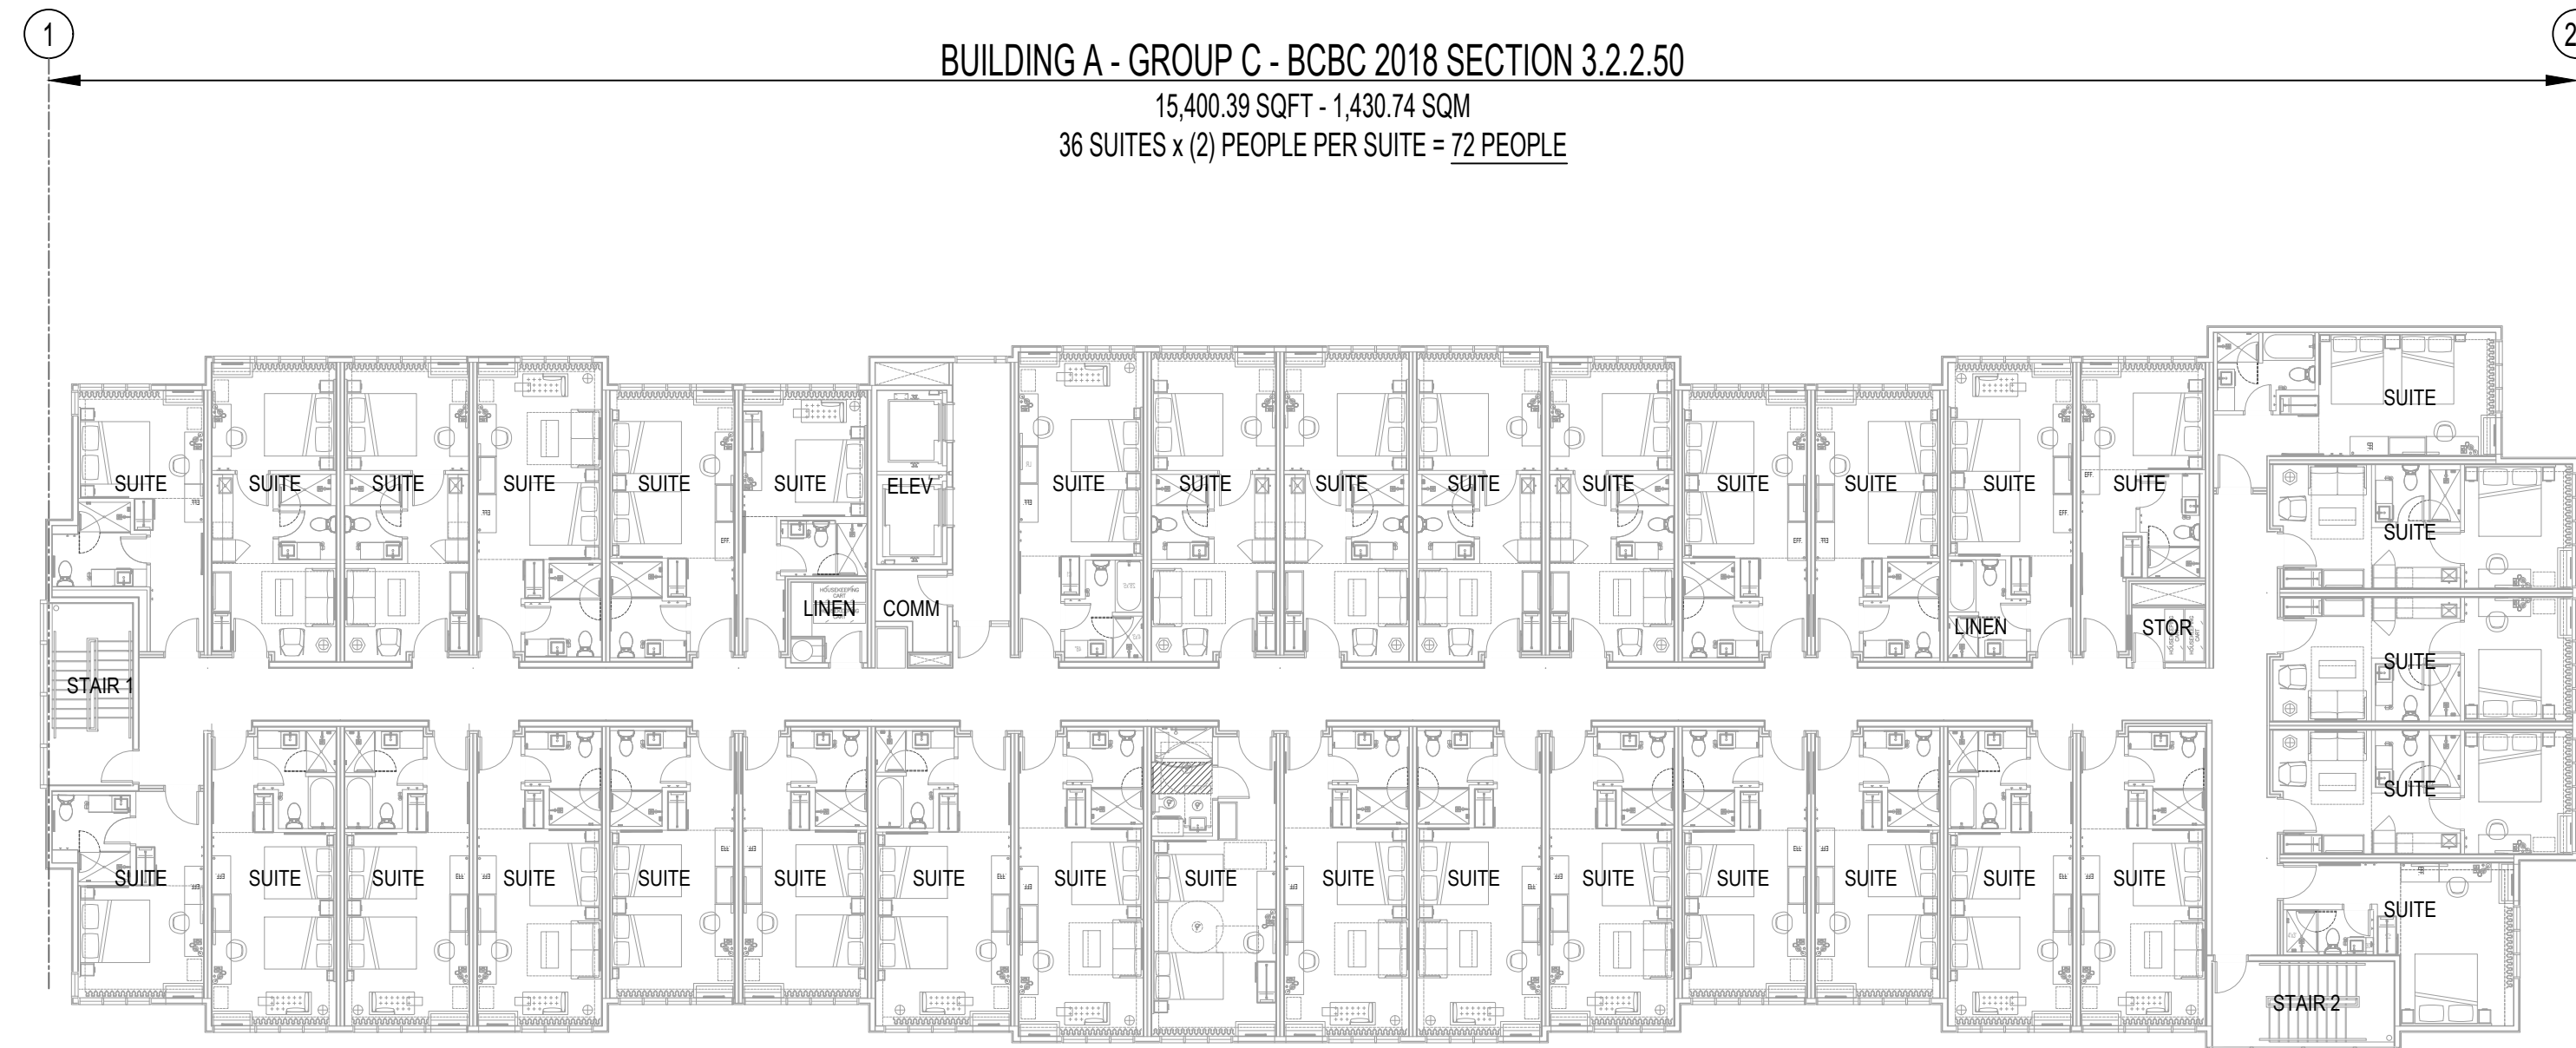 1
2
BUILDING A - GROUP C - BCBC 2018 SECTION 3.2.2.50
15,400.39 SQFT - 1,430.74 SQM
36 SUITES x (2) PEOPLE PER SUITE = 72 PEOPLE
SUITE
SUITE SUITE SUITE SUITE SUITE SUITE ELEV SUITE SUITE SUITE SUITE SUITE SUITE SUITE SUITE SUITE
SUITE
HOUSEKEEPING
CART
LINEN COMM LINEN STOR
SUITE
STAIR 1
SUITE
SUITE SUITE SUITE SUITE SUITE SUITE SUITE SUITE SUITE SUITE SUITE SUITE SUITE SUITE SUITE SUITE
SUITE
STAIR 2